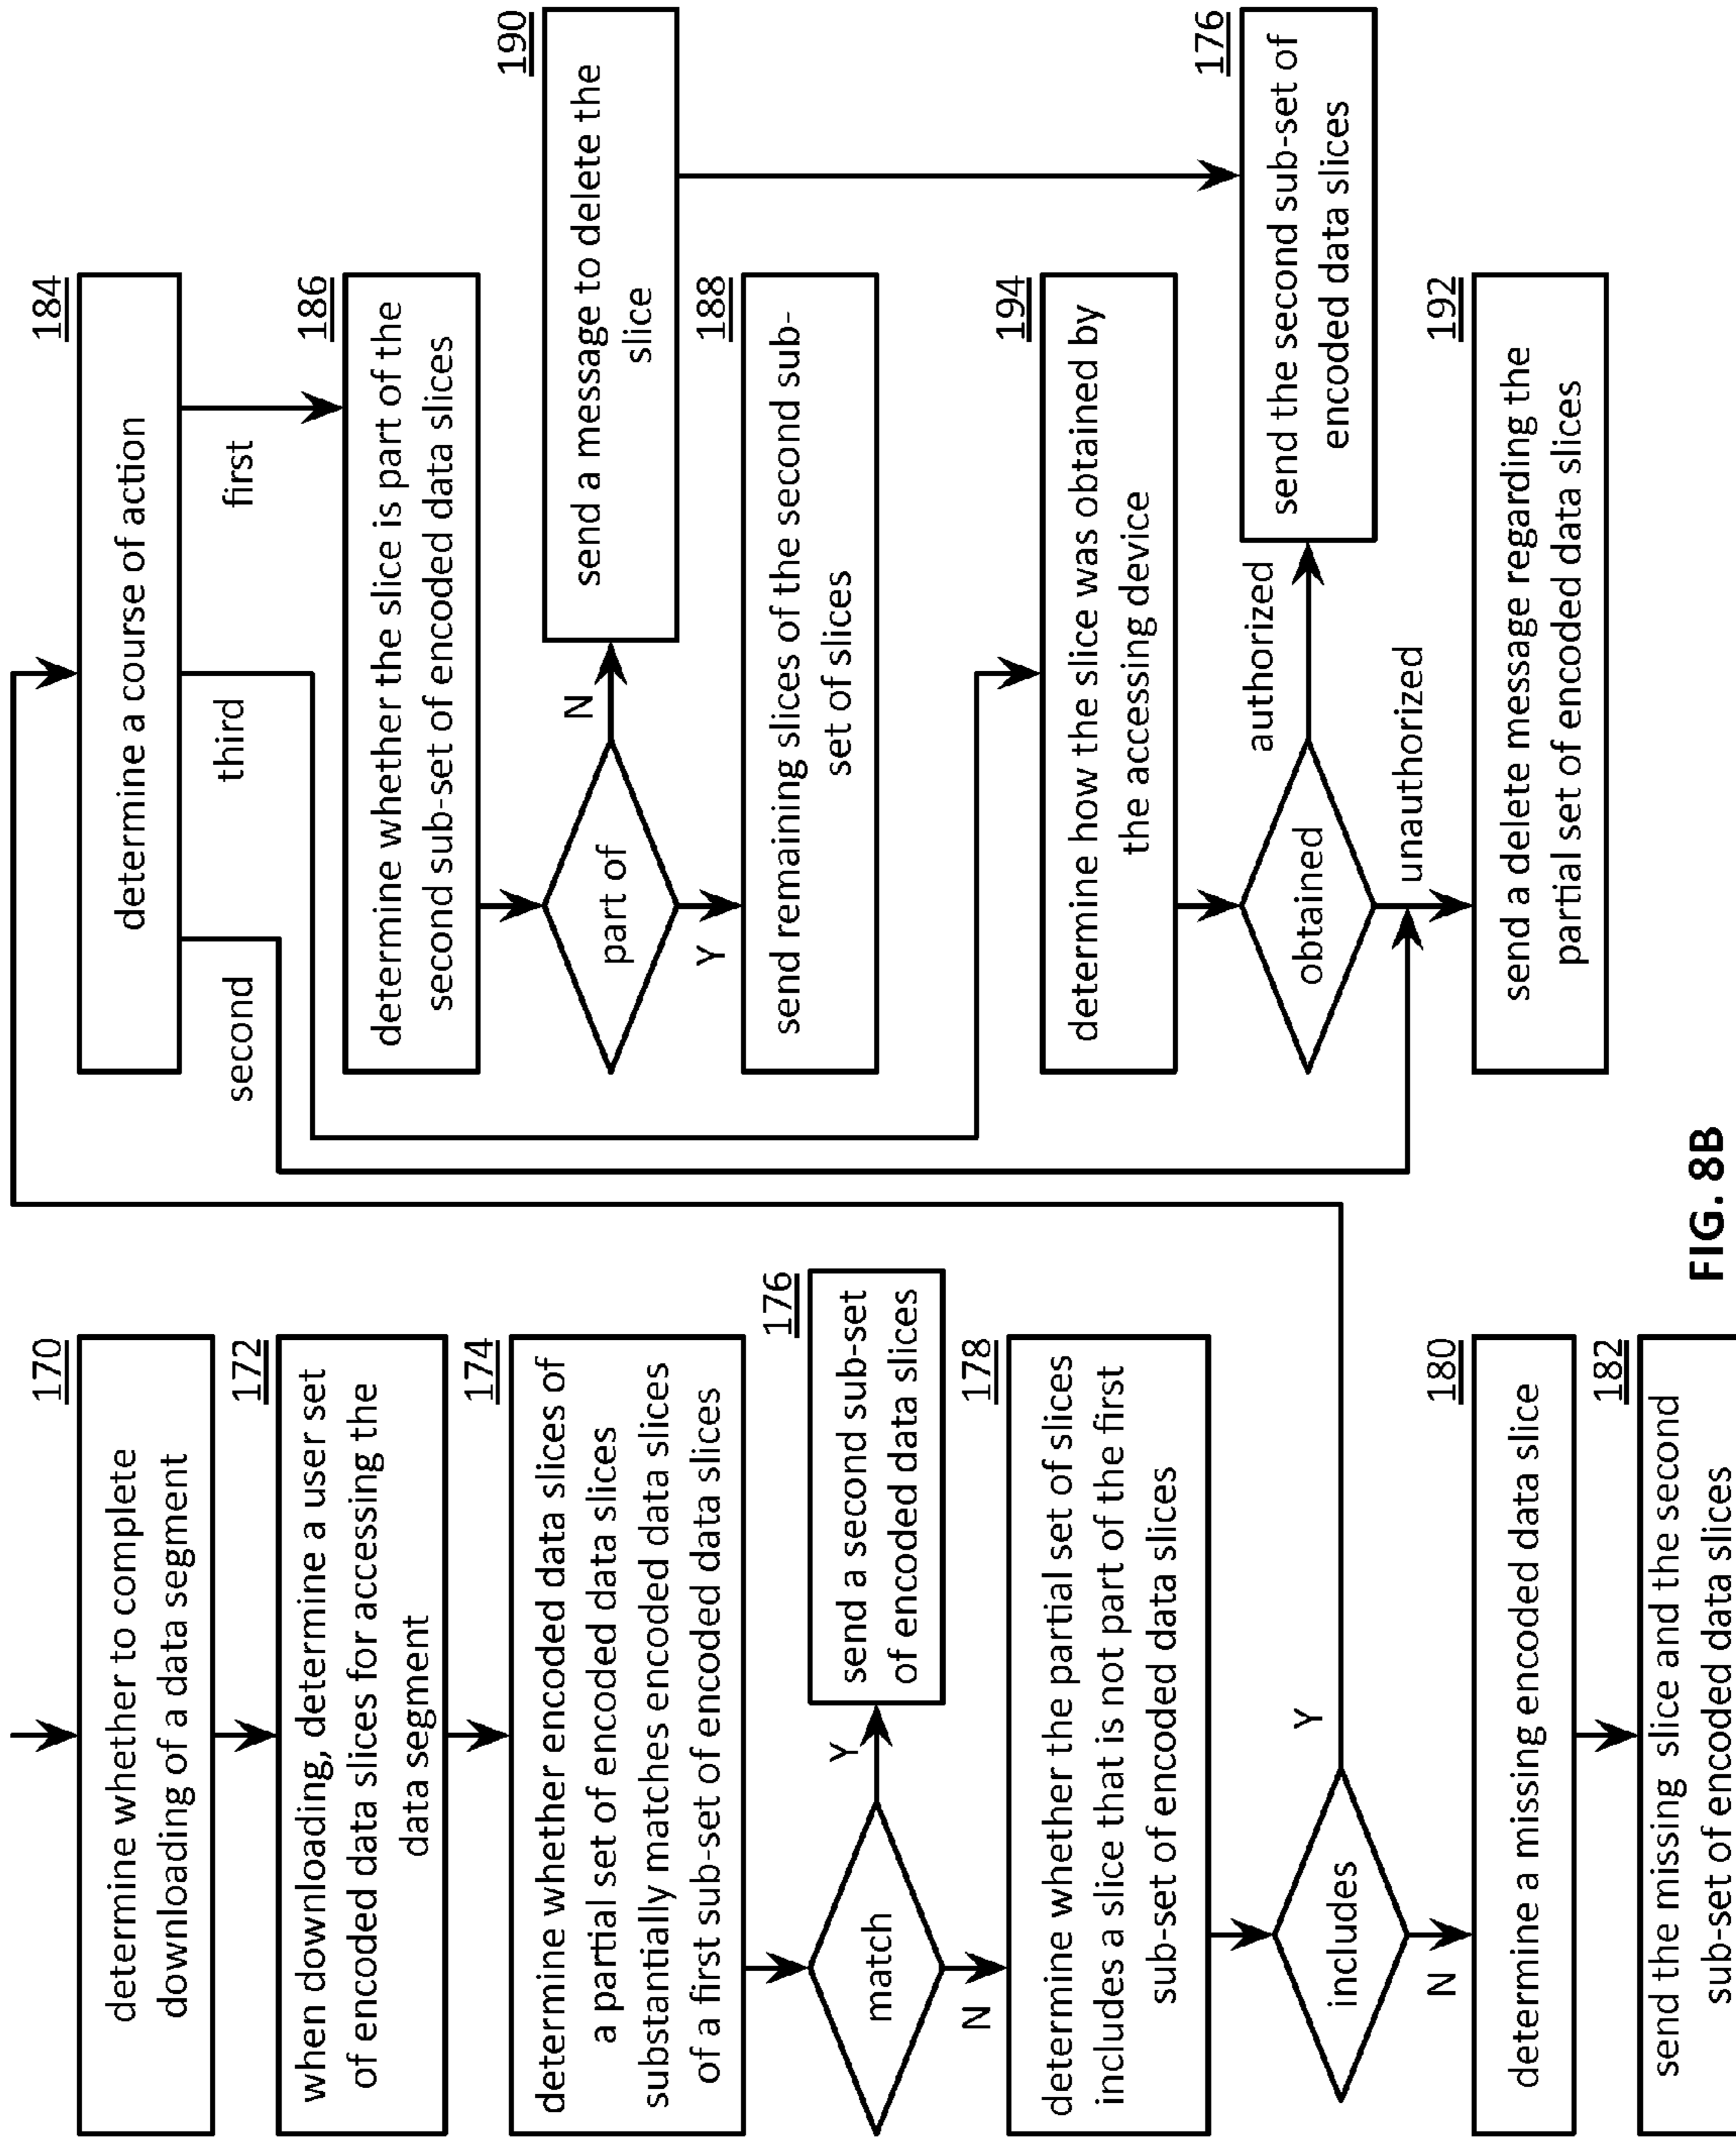 170
determine whether to complete
downloading of a data segment
172
when downloading, determine a user set
of encoded data slices for accessing the
data segment
174
determine whether encoded data slices of
a partial set of encoded data slices
substantially matches encoded data slices
of a first sub-set of encoded data slices
match
Y
N
176
send a second sub-set
of encoded data slices
178
determine whether the partial set of slices
includes a slice that is not part of the first
sub-set of encoded data slices
includes
Y
N
180
determine a missing encoded data slice
182
send the missing slice and the second
sub-set of encoded data slices
184
determine a course of action
second
third
first
186
determine whether the slice is part of the
second sub-set of encoded data slices
part of
N
Y
190
send a message to delete the
slice
188
send remaining slices of the second sub-
set of slices
194
determine how the slice was obtained by
the accessing device
obtained
authorized
unauthorized
176
send the second sub-set of
encoded data slices
192
send a delete message regarding the
partial set of encoded data slices
FIG. 8B